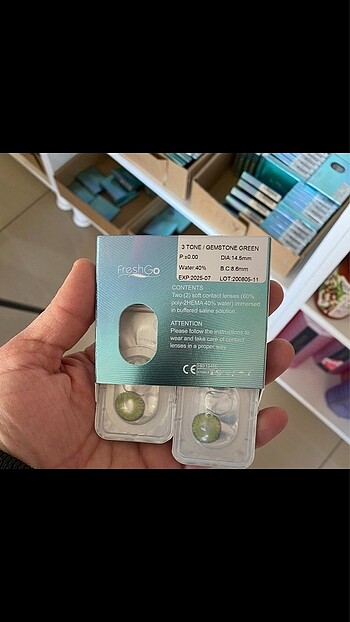 3 TONE / GEMSTONE GREEN
P:±0.00 DIA:14.5mm
Water:40% B.C:8.6mm
EXP:2025-07 LOT:200805-11
FreshGo
CONTENTS
Two (2) soft contact lenses (60%
poly-2HEMA 40% water) immersed
in buffered saline solution.
ATTENTION
Please follow the instructions to
wear and take care of contact
lenses in a proper way.
CE